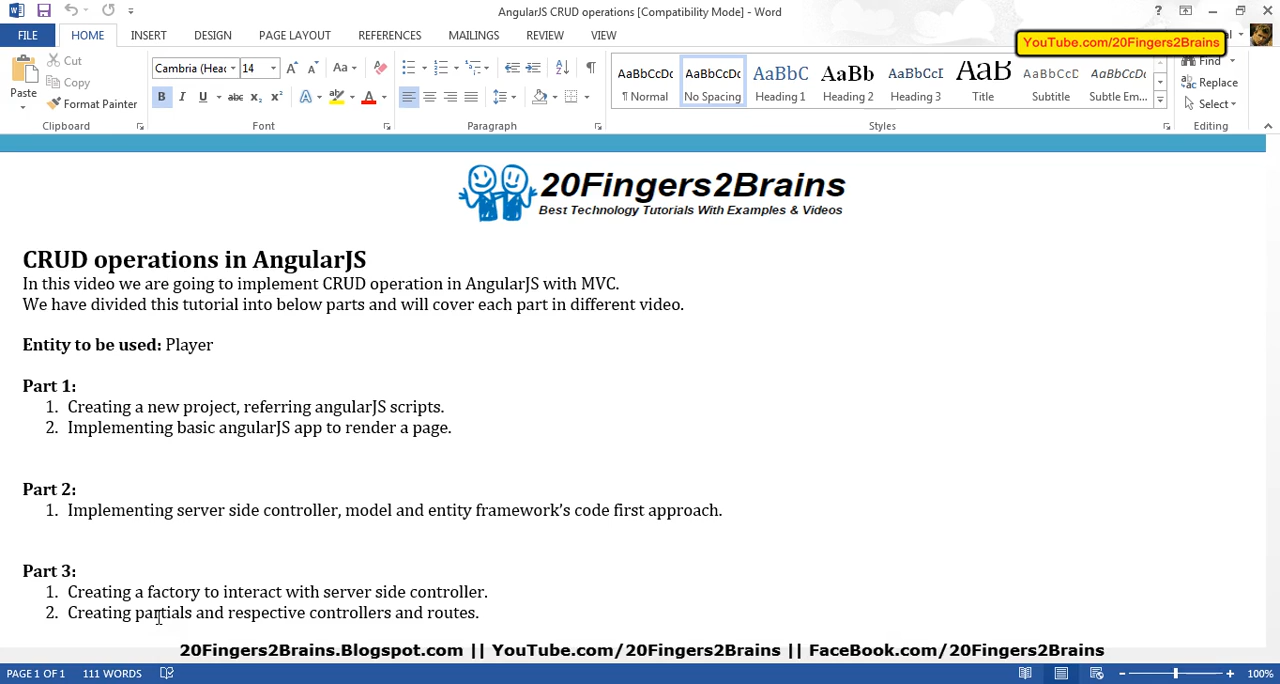 AngularJS CRUD operations [Compatibility Mode] - Word
FILE HOME INSERT DESIGN PAGE LAYOUT REFERENCES MAILINGS REVIEW VIEW
YouTube.com/20Fingers2Brains
Paste
Cut
Copy
Format Painter
Clipboard
Cambria (Hea 14
Font
Paragraph
AaBbCcDc AaBbCcDc AaBbC AaBb AaBbCcI AaB AaBbCcD AaBbCcDc
¶ Normal No Spacing Heading 1 Heading 2 Heading 3 Title Subtitle Subtle Em...
Styles
Find
Replace
Select
Editing
20Fingers2Brains
Best Technology Tutorials With Examples & Videos
CRUD operations in AngularJS
In this video we are going to implement CRUD operation in AngularJS with MVC.
We have divided this tutorial into below parts and will cover each part in different video.
Entity to be used: Player
Part 1:
1. Creating a new project, referring angularJS scripts.
2. Implementing basic angularJS app to render a page.
Part 2:
1. Implementing server side controller, model and entity framework’s code first approach.
Part 3:
1. Creating a factory to interact with server side controller.
2. Creating partials and respective controllers and routes.
20Fingers2Brains.Blogspot.com || YouTube.com/20Fingers2Brains || FaceBook.com/20Fingers2Brains
PAGE 1 OF 1 111 WORDS 100%